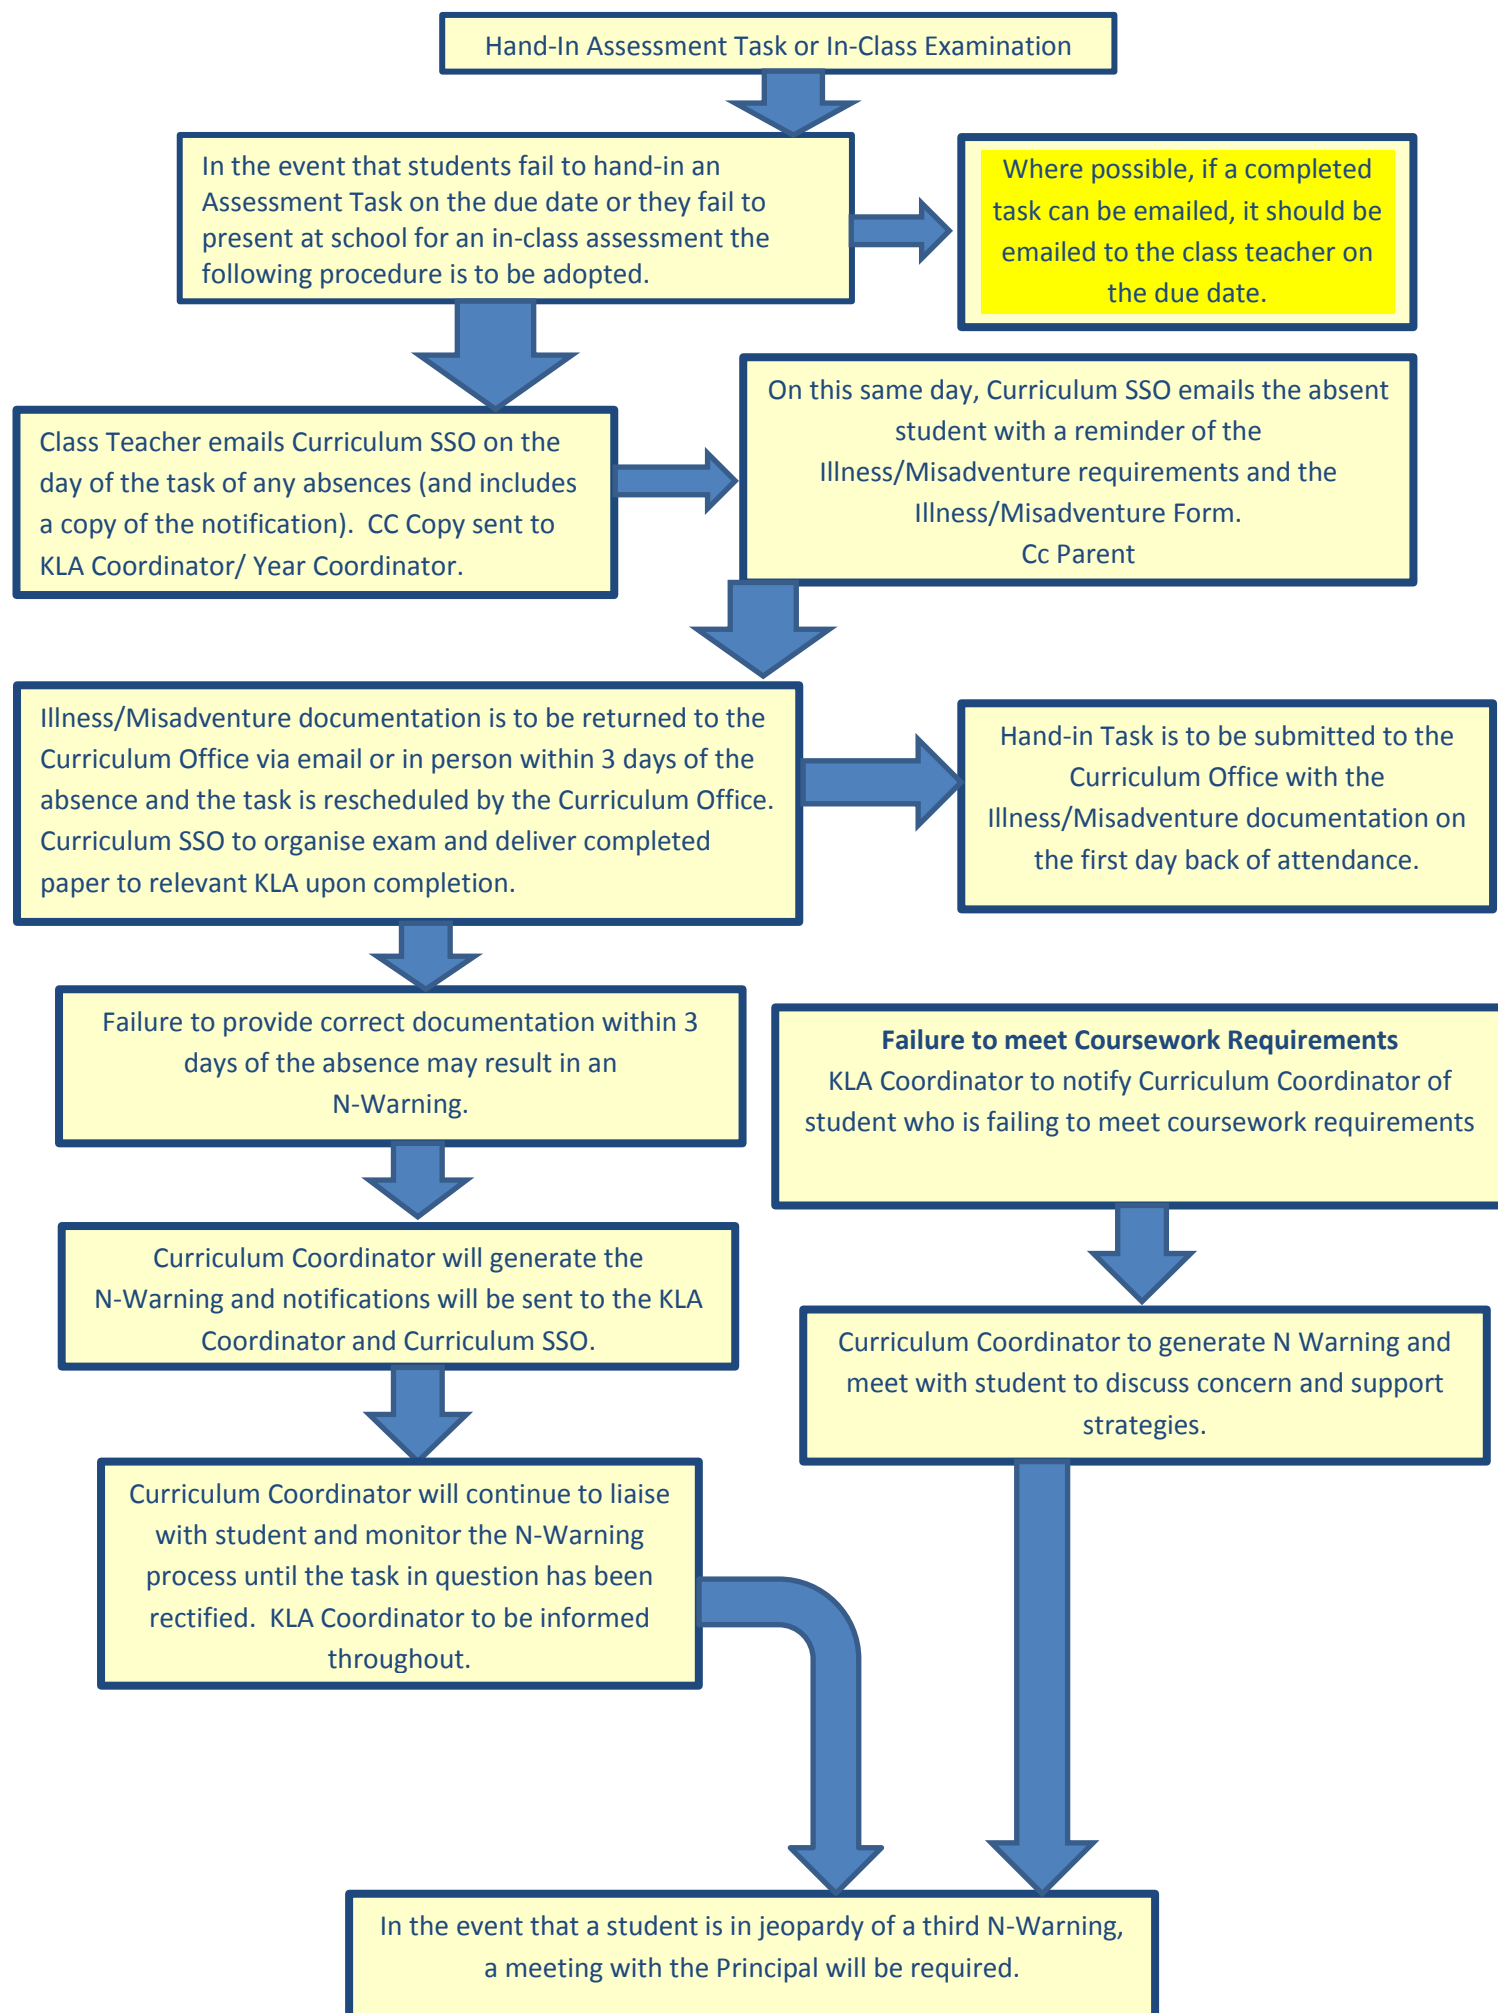 Hand-In Assessment Task or In-Class Examination
In the event that students fail to hand-in an
Assessment Task on the due date or they fail to
present at school for an in-class assessment the
following procedure is to be adopted.
Where possible, if a completed
task can be emailed, it should be
emailed to the class teacher on
the due date.
Class Teacher emails Curriculum SSO on the
day of the task of any absences (and includes
a copy of the notification).  CC Copy sent to
KLA Coordinator/ Year Coordinator.
On this same day, Curriculum SSO emails the absent
student with a reminder of the
Illness/Misadventure requirements and the
Illness/Misadventure Form.
Cc Parent
Illness/Misadventure documentation is to be returned to the
Curriculum Office via email or in person within 3 days of the
absence and the task is rescheduled by the Curriculum Office.
Curriculum SSO to organise exam and deliver completed
paper to relevant KLA upon completion.
Hand-in Task is to be submitted to the
Curriculum Office with the
Illness/Misadventure documentation on
the first day back of attendance.
Failure to provide correct documentation within 3
days of the absence may result in an
N-Warning.
Failure to meet Coursework Requirements
KLA Coordinator to notify Curriculum Coordinator of
student who is failing to meet coursework requirements
Curriculum Coordinator will generate the
N-Warning and notifications will be sent to the KLA
Coordinator and Curriculum SSO.
Curriculum Coordinator to generate N Warning and
meet with student to discuss concern and support
strategies.
Curriculum Coordinator will continue to liaise
with student and monitor the N-Warning
process until the task in question has been
rectified.  KLA Coordinator to be informed
throughout.
In the event that a student is in jeopardy of a third N-Warning,
a meeting with the Principal will be required.